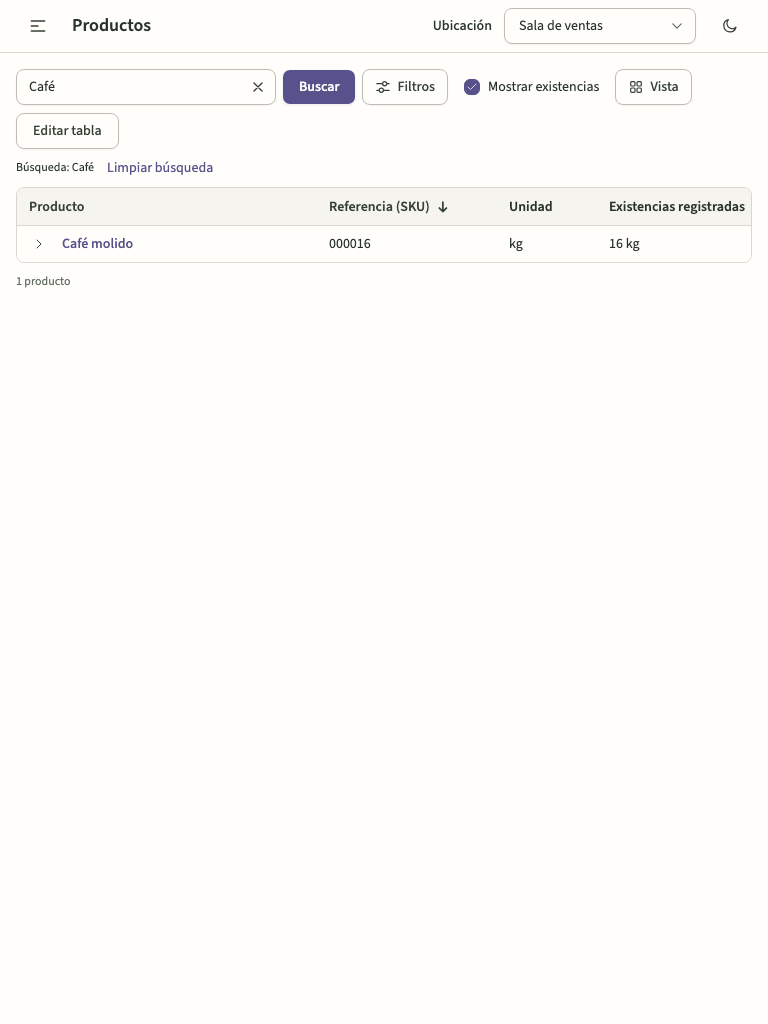 Productos
Ubicación
Sala de ventas
Café
Buscar
Filtros
Mostrar existencias
Vista
Editar tabla
Búsqueda: Café Limpiar búsqueda
Producto Referencia (SKU) Unidad Existencias registradas
Café molido 000016 kg 16 kg
1 producto